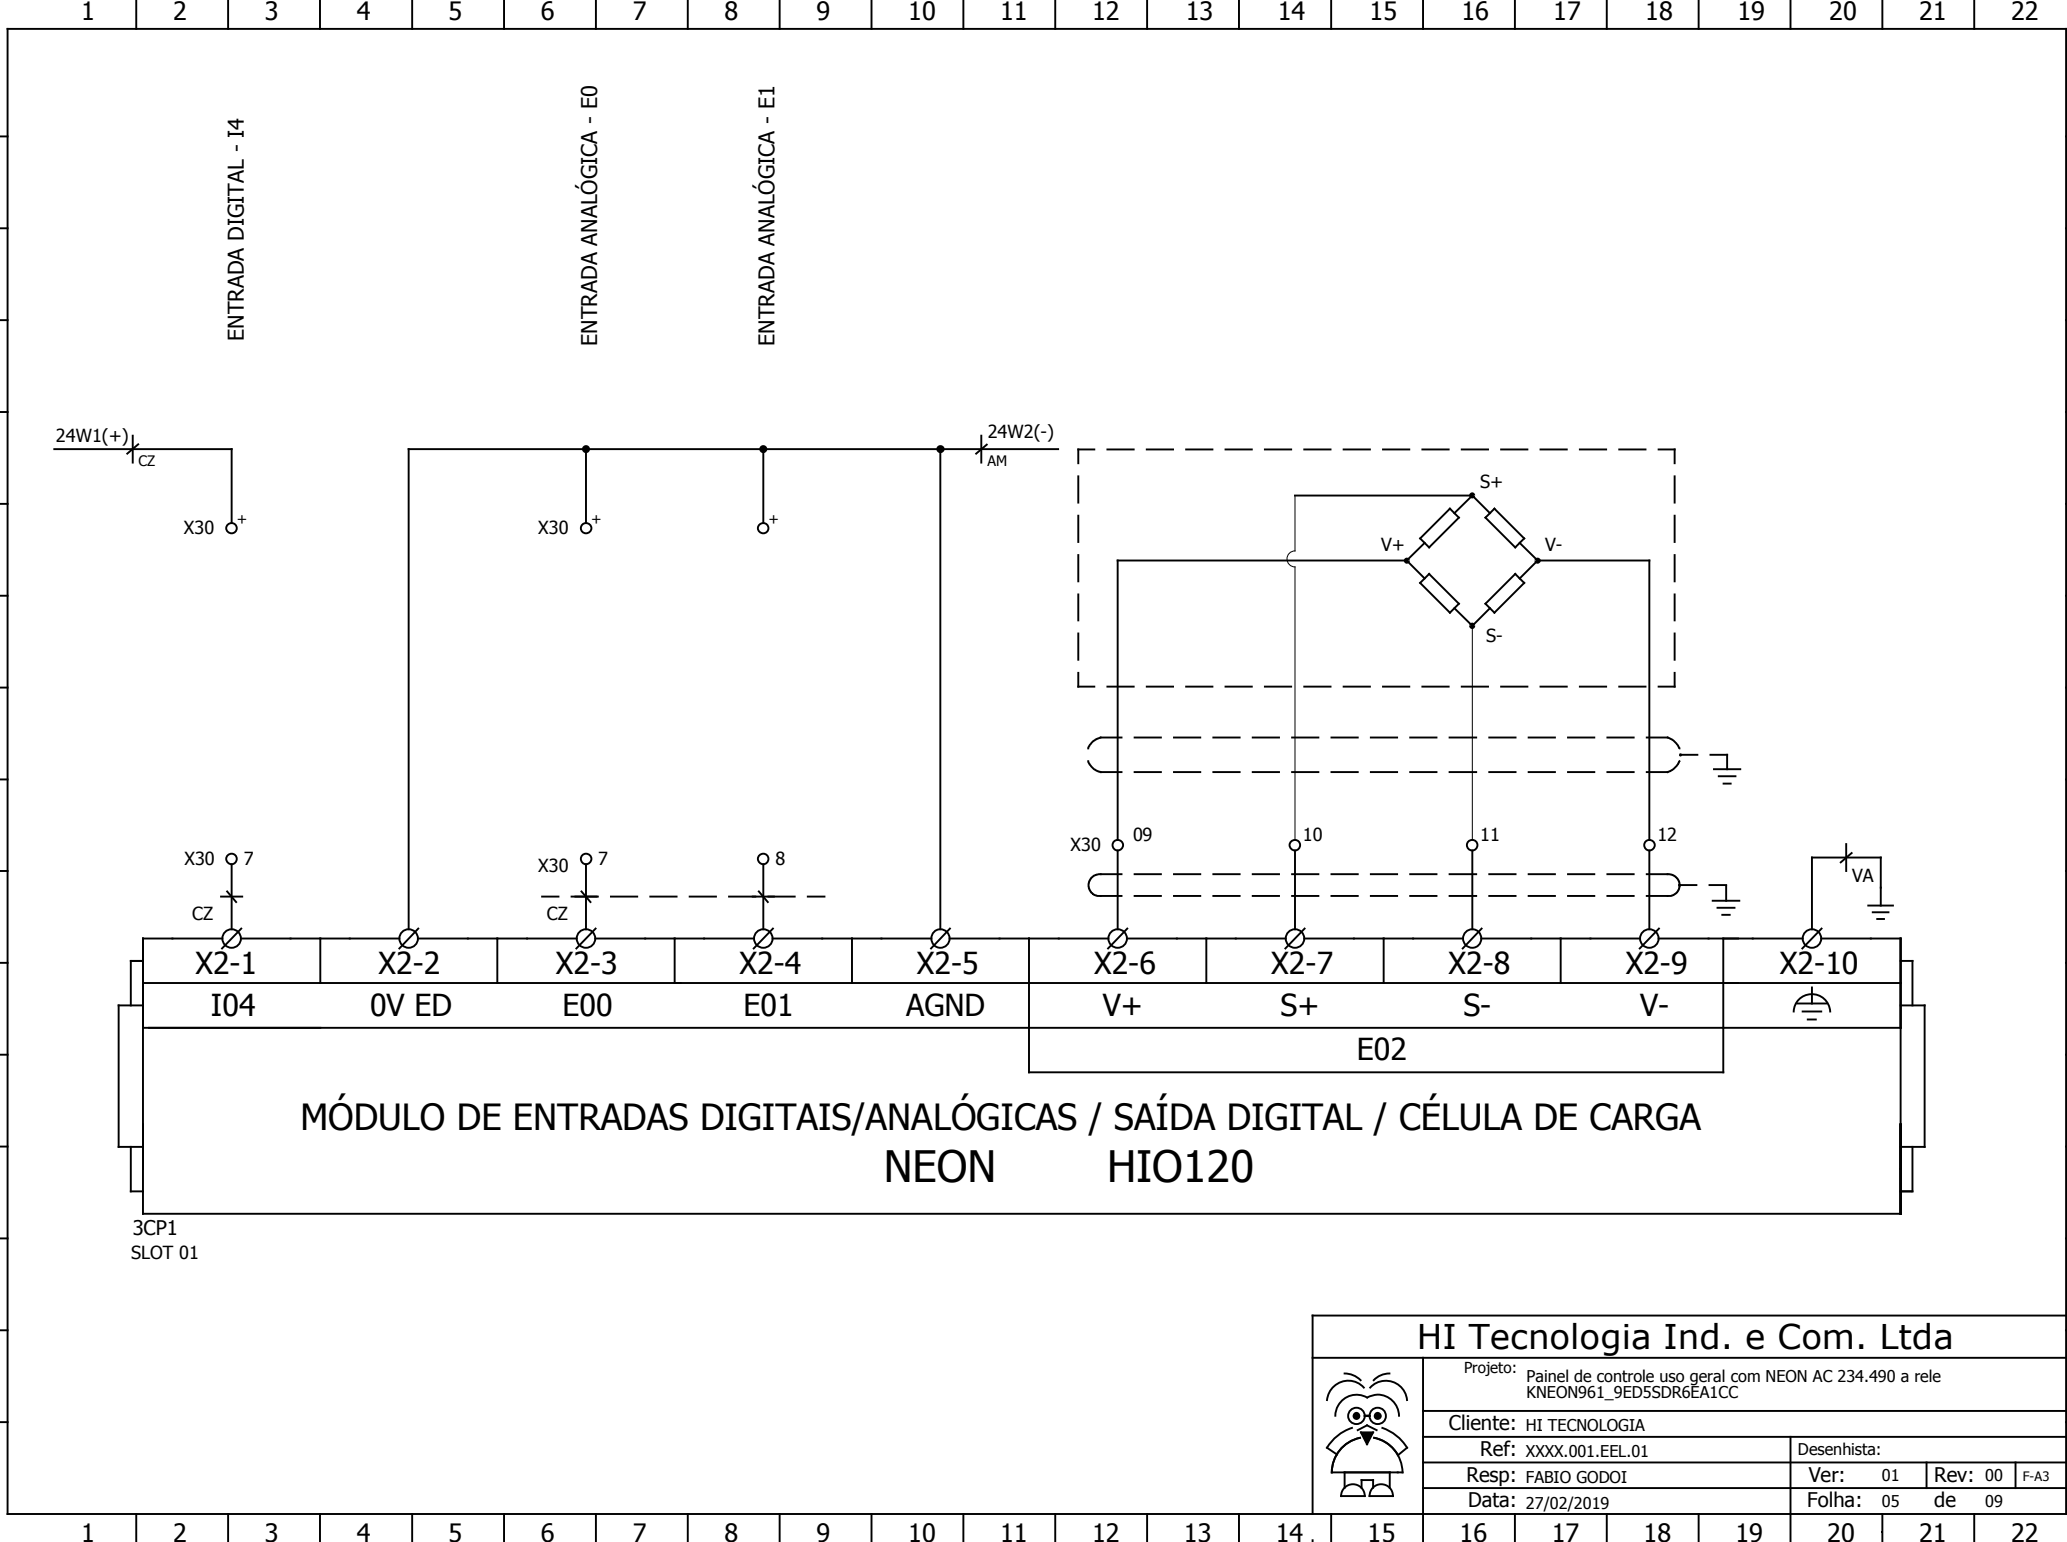 1 2 3 4 5 6 7 8 9 10 11 12 13 14 15 16 17 18 19 20 21 22
ENTRADA DIGITAL - I4
ENTRADA ANALÓGICA - E0
ENTRADA ANALÓGICA - E1
24W1(+)
CZ
24W2(-)
AM
X30 +
X30 +
+
S+
V+
V-
S-
X30 7
X30 7
8
X30 09
10
11
12
CZ
CZ
VA
X2-1 X2-2 X2-3 X2-4 X2-5 X2-6 X2-7 X2-8 X2-9 X2-10
I04 0V ED E00 E01 AGND V+ S+ S- V-
E02
MÓDULO DE ENTRADAS DIGITAIS/ANALÓGICAS / SAÍDA DIGITAL / CÉLULA DE CARGA
NEON HIO120
3CP1
SLOT 01
HI Tecnologia Ind. e Com. Ltda
Projeto: Painel de controle uso geral com NEON AC 234.490 a rele
KNEON961_9ED5SDR6EA1CC
Cliente: HI TECNOLOGIA
Ref: XXXX.001.EEL.01 Desenhista:
Resp: FABIO GODOI Ver: 01 Rev: 00 F-A3
Data: 27/02/2019 Folha: 05 de 09
1 2 3 4 5 6 7 8 9 10 11 12 13 14 15 16 17 18 19 20 21 22